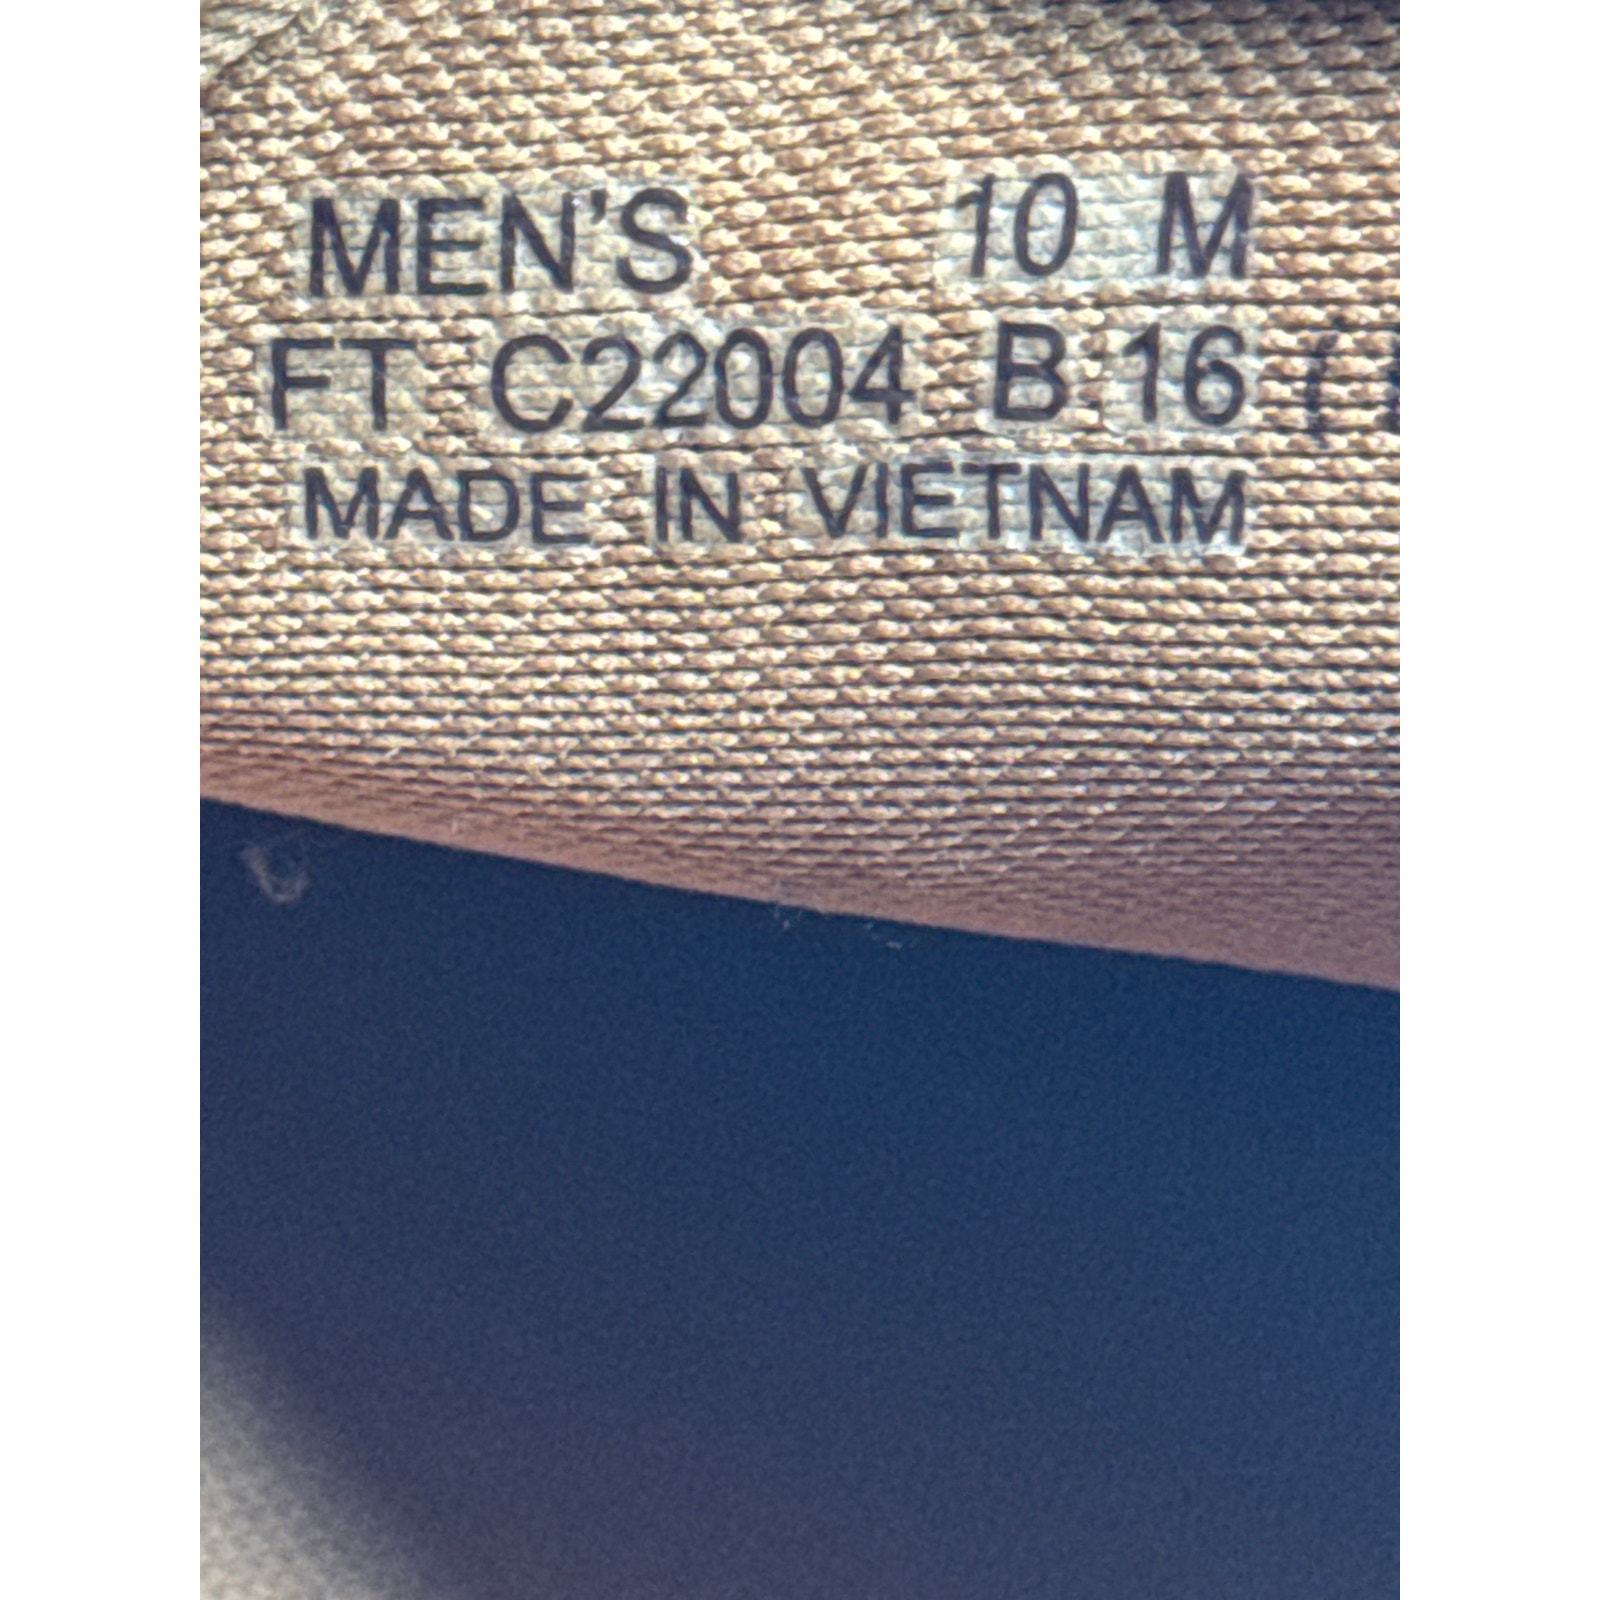 MEN'S 10 M
FT C22004 B 16
MADE IN VIETNAM